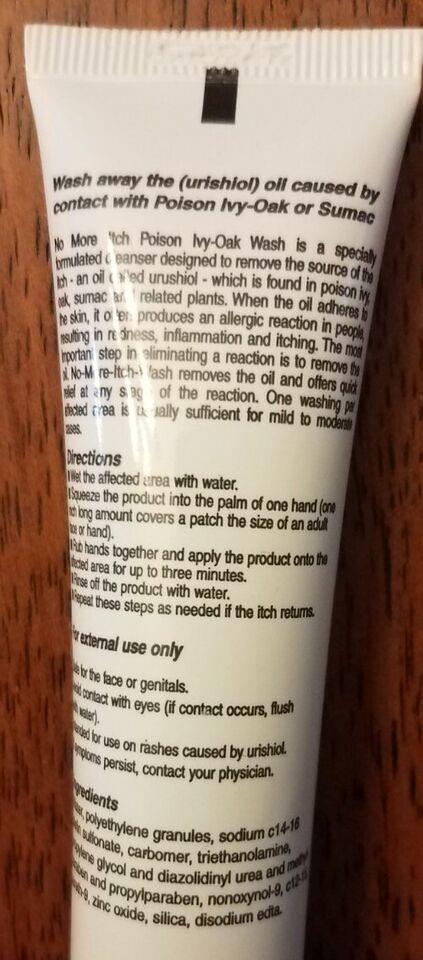 Wash away the (urishiol) oil caused by
contact with Poison Ivy-Oak or Sumac
No More Itch Poison Ivy-Oak Wash is a specially
formulated cleanser designed to remove the source of the
itch - an oil called urushiol - which is found in poison ivy,
oak, sumac and related plants. When the oil adheres to
the skin, it often produces an allergic reaction in people,
resulting in redness, inflammation and itching. The most
important step in eliminating a reaction is to remove the
oil. No-More-Itch-Wash removes the oil and offers quick
relief at any stage of the reaction. One washing per
affected area is usually sufficient for mild to moderate
cases.
Directions
Wet the affected area with water.
Squeeze the product into the palm of one hand (one
inch long amount covers a patch the size of an adult
face or hand).
Rub hands together and apply the product onto the
affected area for up to three minutes.
Rinse off the product with water.
Repeat these steps as needed if the itch returns.
For external use only
for the face or genitals.
contact with eyes (if contact occurs, flush
water).
for use on rashes caused by urishiol.
symptoms persist, contact your physician.
Ingredients
polyethylene granules, sodium c14-16
sulfonate, carbomer, triethanolamine,
glycol and diazolidinyl urea and
and propylparaben, nonoxynol-9,
zinc oxide, silica, disodium edta.